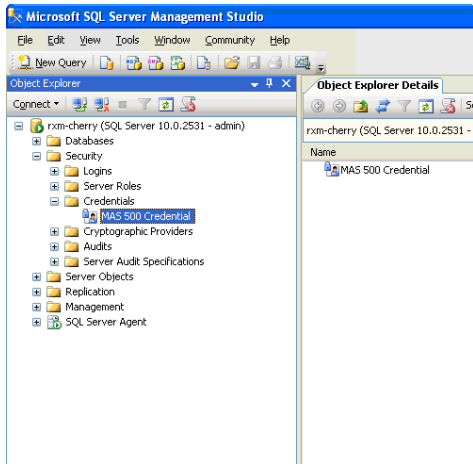 Microsoft SQL Server Management Studio
File Edit View Tools Window Community Help
New Query
Object Explorer
Object Explorer Details
Connect
rxm-cherry (SQL Server 10.0.2531 - admin)
Databases
Security
Logins
Server Roles
Credentials
MAS 500 Credential
Cryptographic Providers
Audits
Server Audit Specifications
Server Objects
Replication
Management
SQL Server Agent
rxm-cherry (SQL Server 10.0.2531 -
Name
MAS 500 Credential